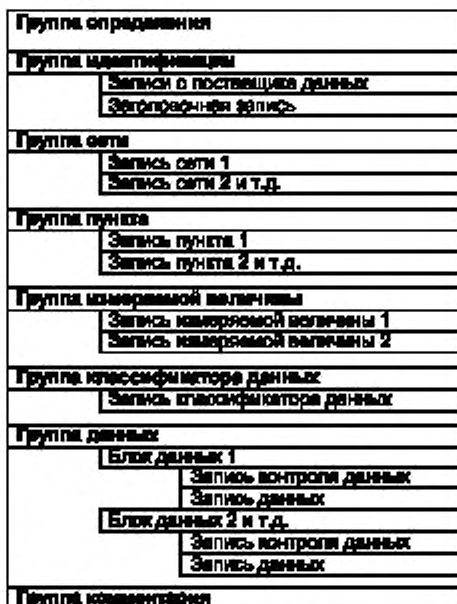 Группа определения
Группа идентификации
Записи о поставщике данных
Заголовочная запись
Группа сети
Запись сети 1
Запись сети 2 и т.д.
Группа пункта
Запись пункта 1
Запись пункта 2 и т.д.
Группа измеряемой величины
Запись измеряемой величины 1
Запись измеряемой величины 2
Группа классификатора данных
Запись классификатора данных
Группа данных
Блок данных 1
Запись контроля данных
Запись данных
Блок данных 2 и т.д.
Запись контроля данных
Запись данных
Группа комментария